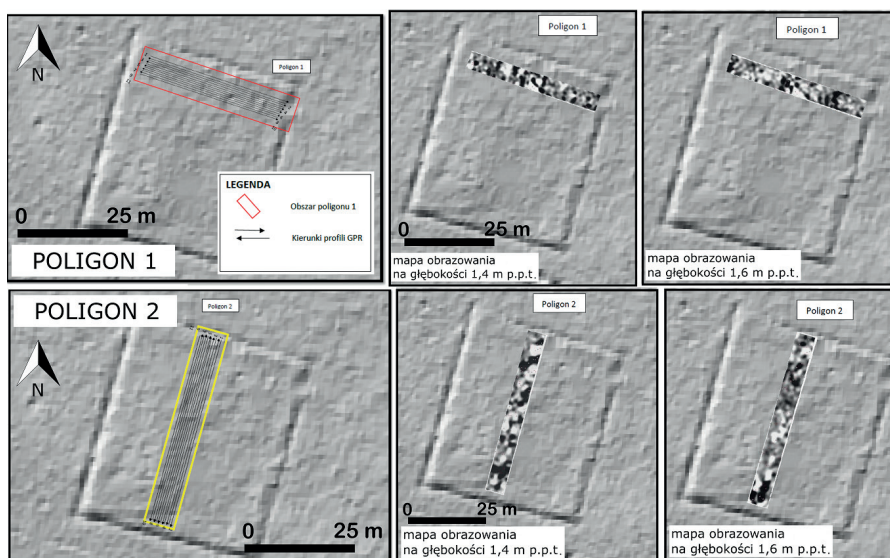 N
Poligon 1
LEGENDA
Obszar poligonu 1
Kierunki profili GPR
0 25 m
POLIGON 1
Poligon 1
0 25 m
mapa obrazowania
na głębokości 1,4 m p.p.t.
Poligon 1
mapa obrazowania
na głębokości 1,6 m p.p.t.
POLIGON 2
Poligon 2
N
0 25 m
Poligon 2
0 25 m
mapa obrazowania
na głębokości 1,4 m p.p.t.
Poligon 2
mapa obrazowania
na głębokości 1,6 m p.p.t.